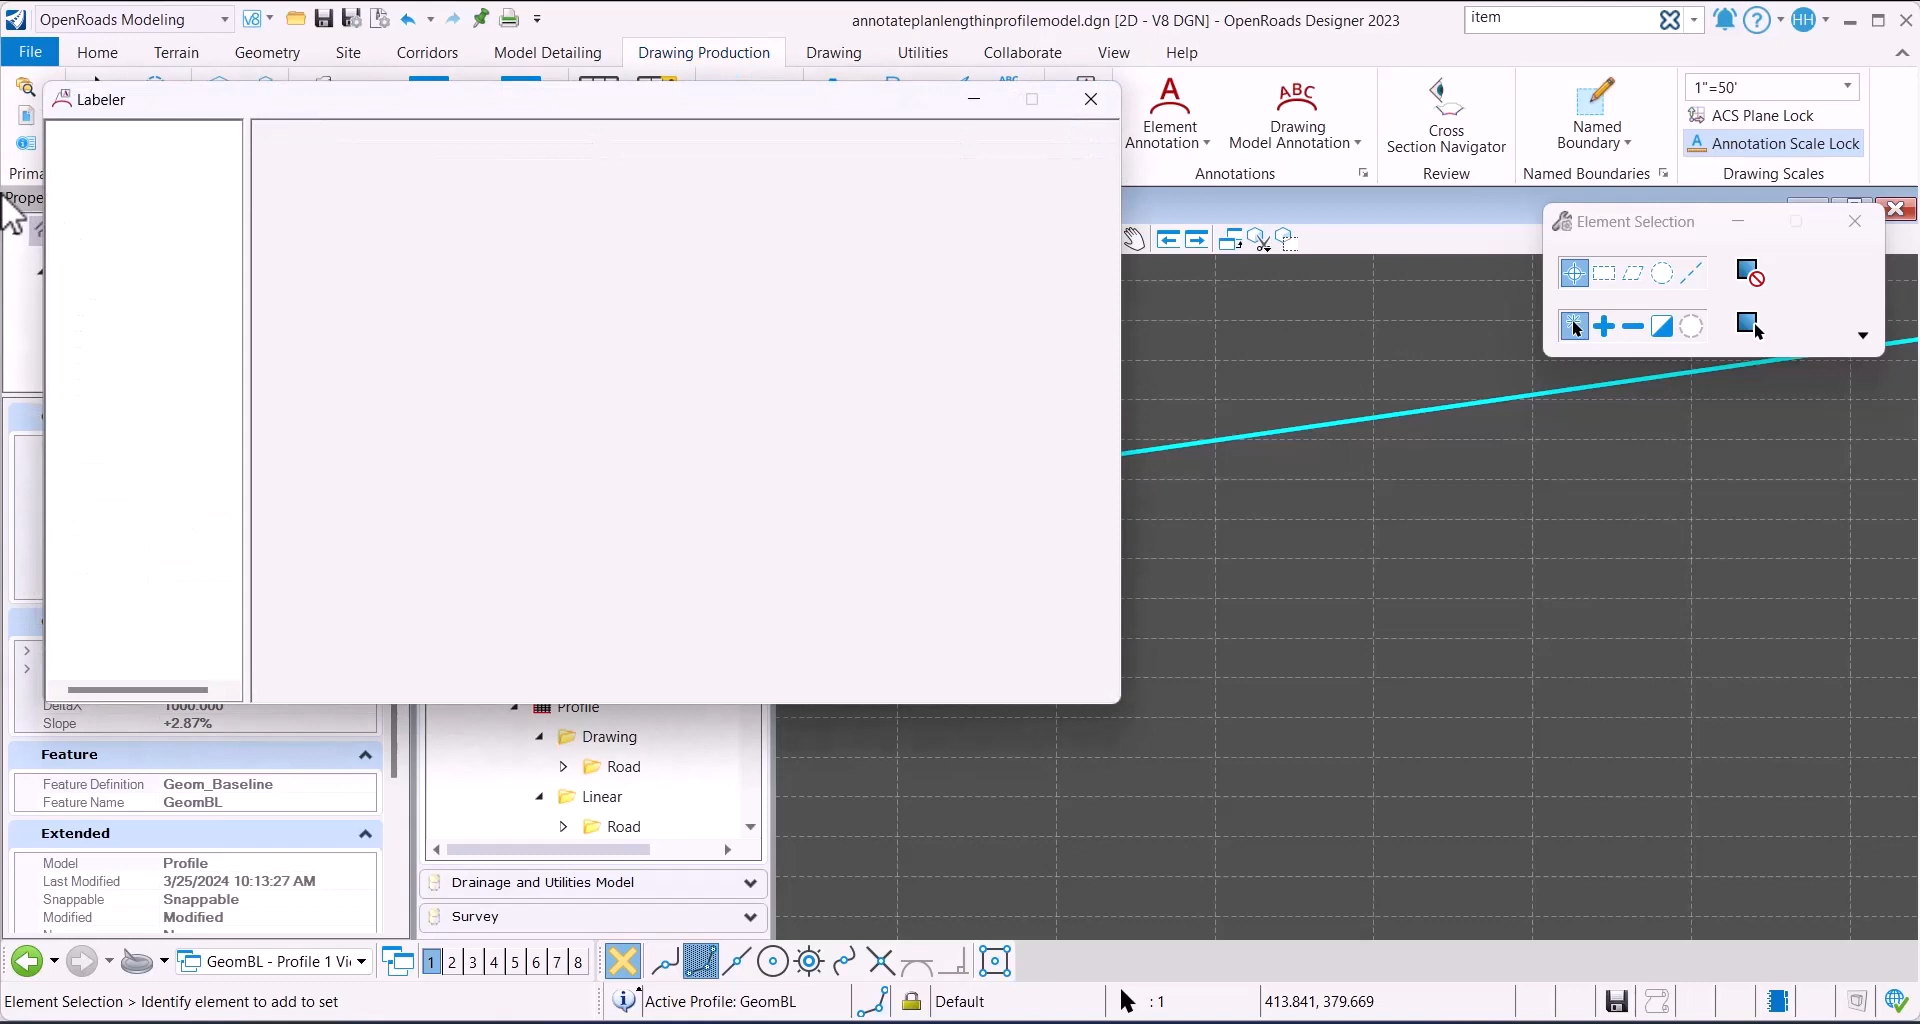 OpenRoads Modeling
annotateplanlengthinprofilemodel.dgn [2D - V8 DGN] - OpenRoads Designer 2023
item
HH
File Home Terrain Geometry Site Corridors Model Detailing Drawing Production Drawing Utilities Collaborate View Help
Labeler
Element
Annotation
Drawing
Model Annotation
Annotations
Cross
Section Navigator
Review
Named
Boundary
Named Boundaries
1"=50'
ACS Plane Lock
Annotation Scale Lock
Drawing Scales
Element Selection
DeltaX 1000.000
Slope +2.87%
Feature
Feature Definition Geom_Baseline
Feature Name GeomBL
Extended
Model Profile
Last Modified 3/25/2024 10:13:27 AM
Snappable Snappable
Modified Modified
Profile
Drawing
Road
Linear
Road
Drainage and Utilities Model
Survey
GeomBL - Profile 1 Vi
1 2 3 4 5 6 7 8
Element Selection > Identify element to add to set
Active Profile: GeomBL
Default
: 1
413.841, 379.669